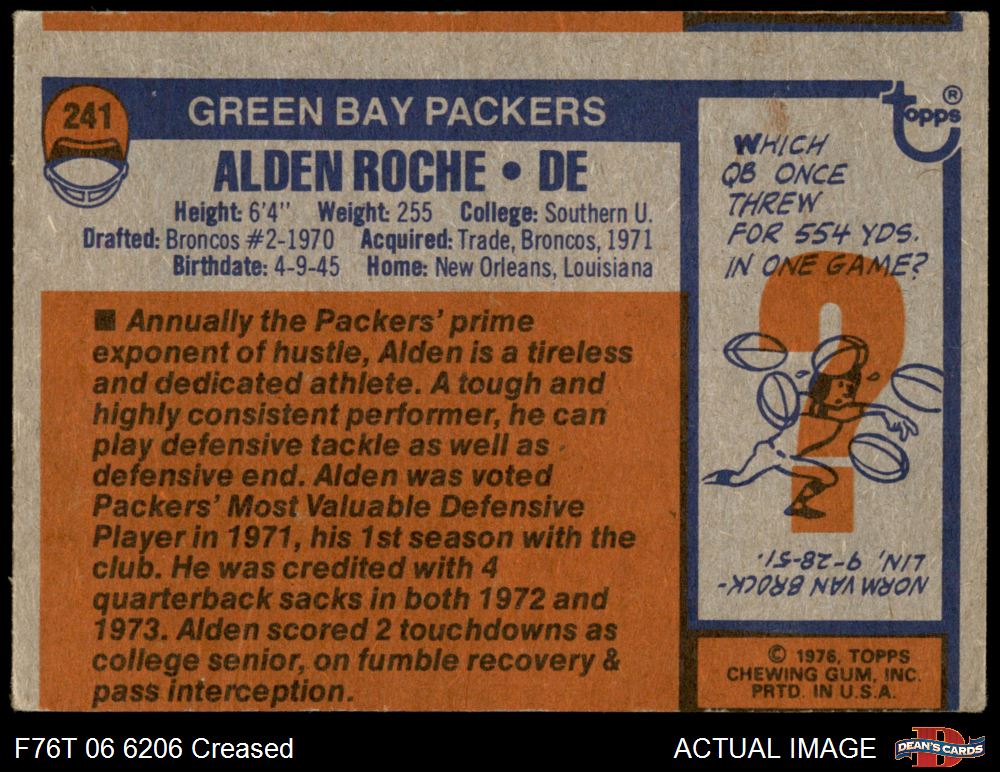 241
GREEN BAY PACKERS
ALDEN ROCHE • DE
Height: 6'4" Weight: 255 College: Southern U.
Drafted: Broncos #2-1970 Acquired: Trade, Broncos, 1971
Birthdate: 4-9-45 Home: New Orleans, Louisiana
■ Annually the Packers' prime
exponent of hustle, Alden is a tireless
and dedicated athlete. A tough and
highly consistent performer, he can
play defensive tackle as well as
defensive end. Alden was voted
Packers' Most Valuable Defensive
Player in 1971, his 1st season with the
club. He was credited with 4
quarterback sacks in both 1972 and
1973. Alden scored 2 touchdowns as
college senior, on fumble recovery &
pass interception.
topps ®
WHICH
QB ONCE
THREW
FOR 554 YDS.
IN ONE GAME?
?
NORM VAN BROCK-
LIN, 9-28-51.
© 1976, TOPPS
CHEWING GUM, INC.
PRTD. IN U.S.A.
F76T 06 6206 Creased
ACTUAL IMAGE
DEAN'S CARDS